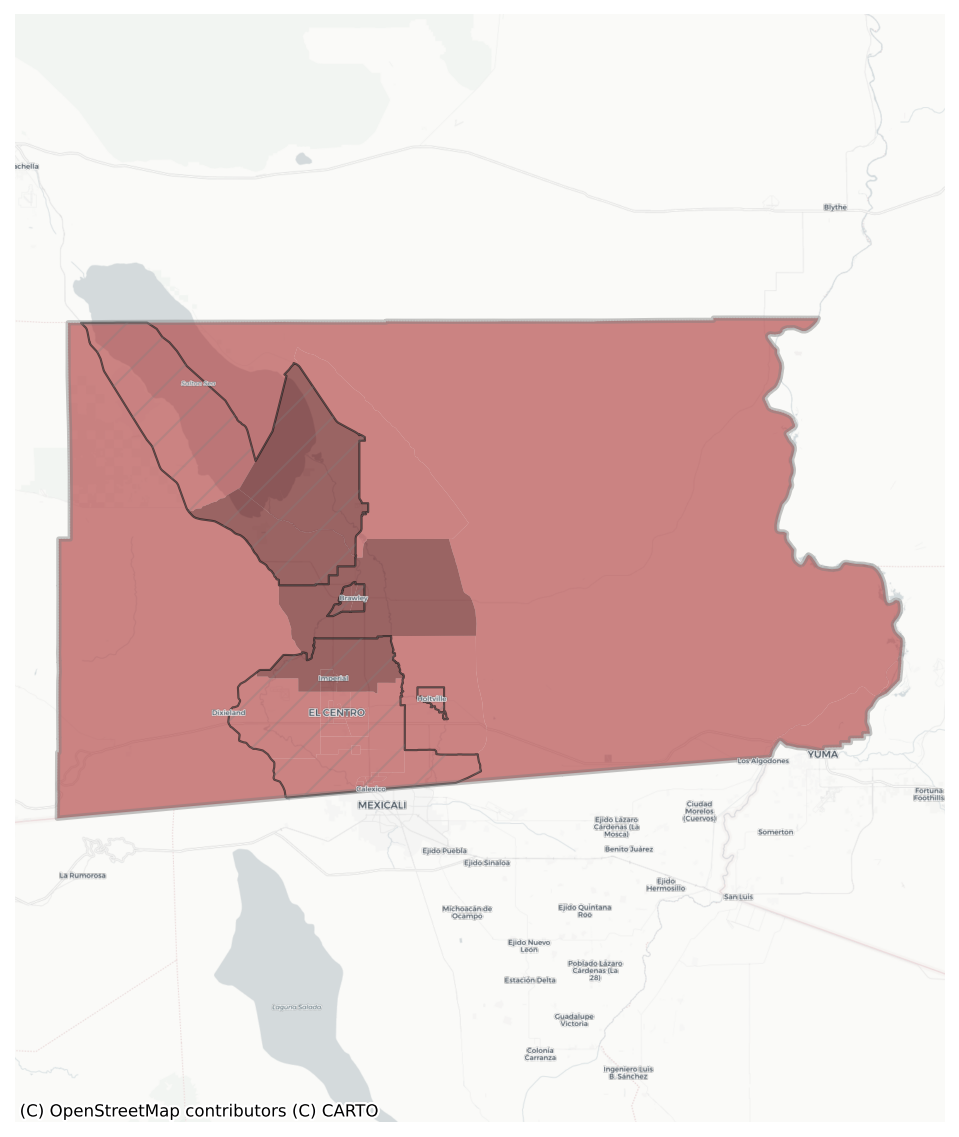 achella
Blythe
Salton Sea
Brawley
Imperial
Holtville
Dixieland
EL CENTRO
YUMA
Los Algodones
Calexico
MEXICALI
Fortuna
Foothills
Ciudad
Morelos
(Cuervos)
Ejido Lázaro
Cárdenas (La
Mosca)
Somerton
Ejido Puebla
Benito Juárez
Ejido Sinaloa
La Rumorosa
Ejido
Hermosillo
San Luis
Michoacán de
Ocampo
Ejido Quintana
Roo
Ejido Nuevo
León
Poblado Lázaro
Cárdenas (La
28)
Estación Delta
Laguna Salada
Guadalupe
Victoria
Colonia
Carranza
Ingeniero Luis
B. Sánchez
(C) OpenStreetMap contributors (C) CARTO